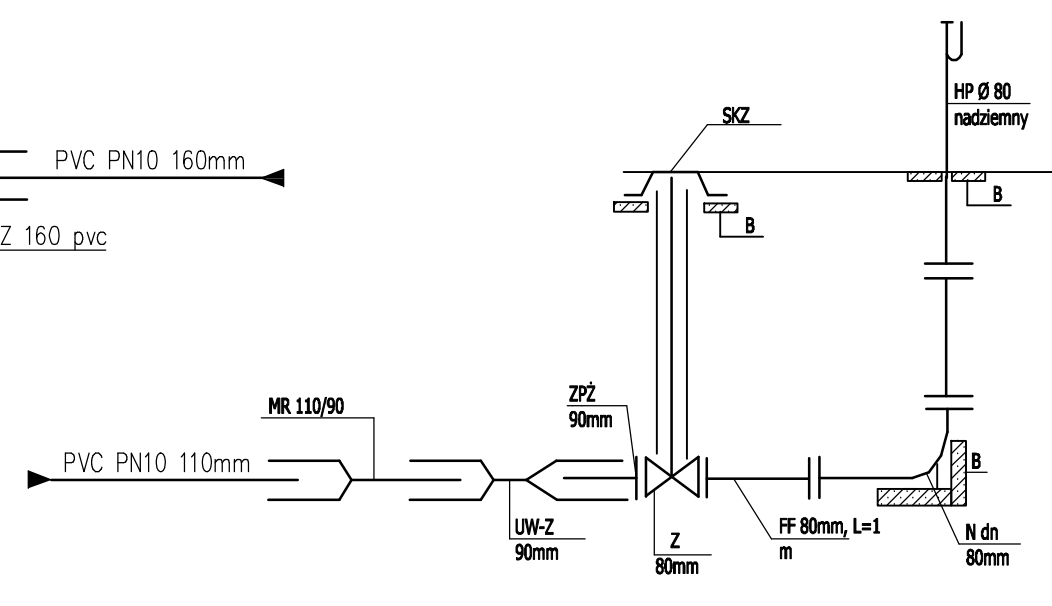 HP Ø 80
nadziemny
SKZ
PVC PN10 160mm
B
B
Z 160 pvc
ZPŻ
90mm
MR 110/90
PVC PN10 110mm
B
UW-Z
90mm
Z
80mm
FF 80mm, L=1
m
N dn
80mm